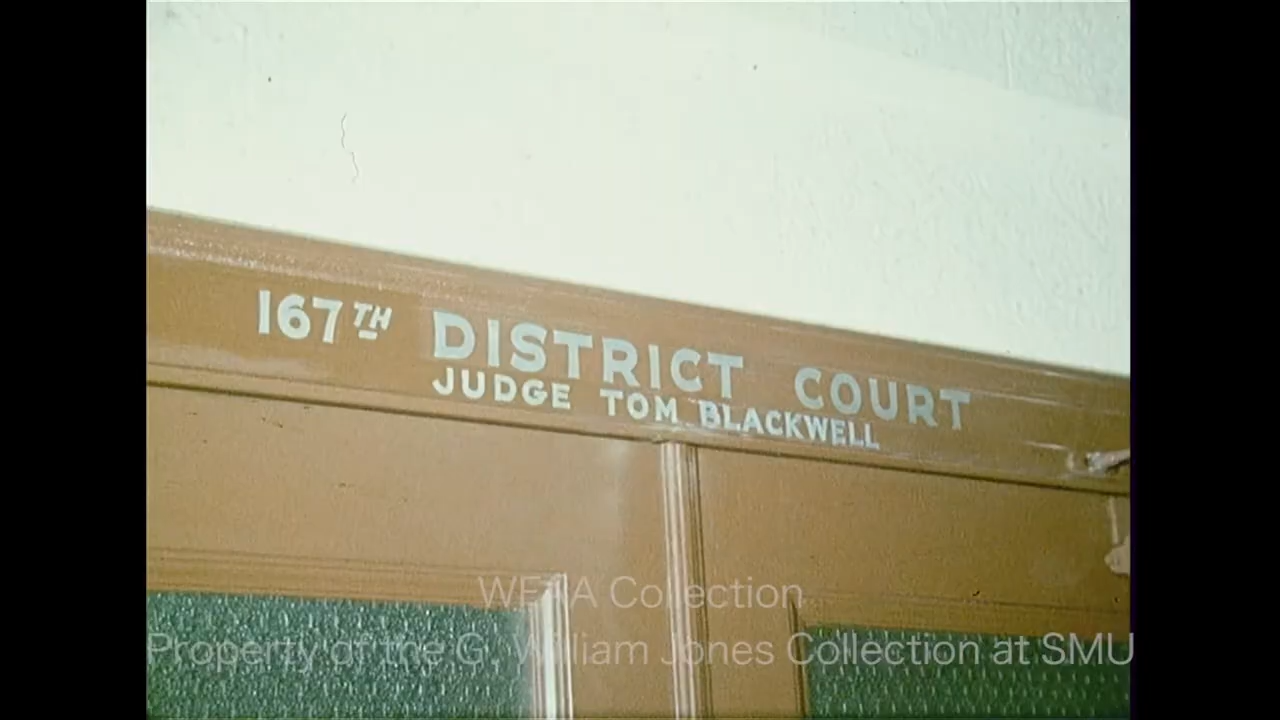 167TH DISTRICT COURT
JUDGE TOM BLACKWELL
WFAA Collection
Property of the G. William Jones Collection at SMU